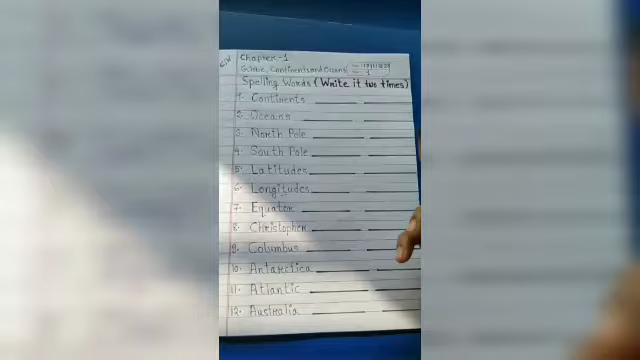 C/W
Chapter-1
Globe, Continents and Oceans
Spelling Words (Write it two times)
1. Continents
2. Oceans
3. North Pole
4. South Pole
5. Latitudes
6. Longitudes
7. Equator
8. Christopher
9. Columbus
10. Antarctica
11. Atlantic
12. Australia